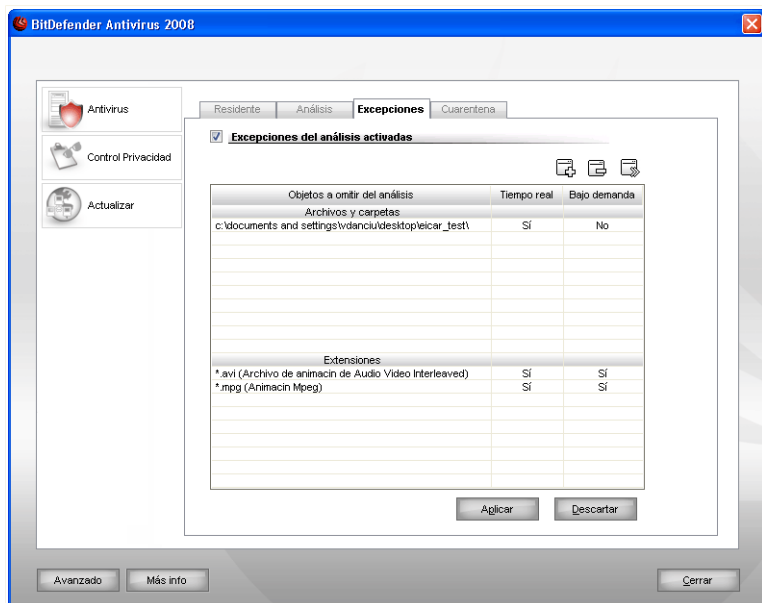 BitDefender Antivirus 2008
Antivirus
Control Privacidad
Actualizar
Residente Análisis Excepciones Cuarentena
Excepciones del análisis activadas
Objetos a omitir del análisis Tiempo real Bajo demanda
Archivos y carpetas
c:\documents and settings\vdanciu\desktop\eicar_test\ Sí No
Extensiones
*.avi (Archivo de animacin de Audio Video Interleaved) Sí Sí
*.mpg (Animacin Mpeg) Sí Sí
Aplicar Descartar
Avanzado Más info Cerrar